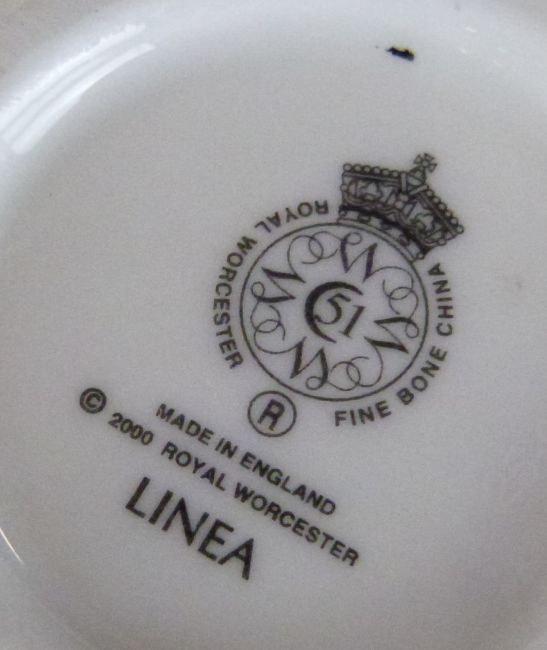 ROYAL WORCESTER
FINE BONE CHINA
51
R
MADE IN ENGLAND
© 2000 ROYAL WORCESTER
LINEA